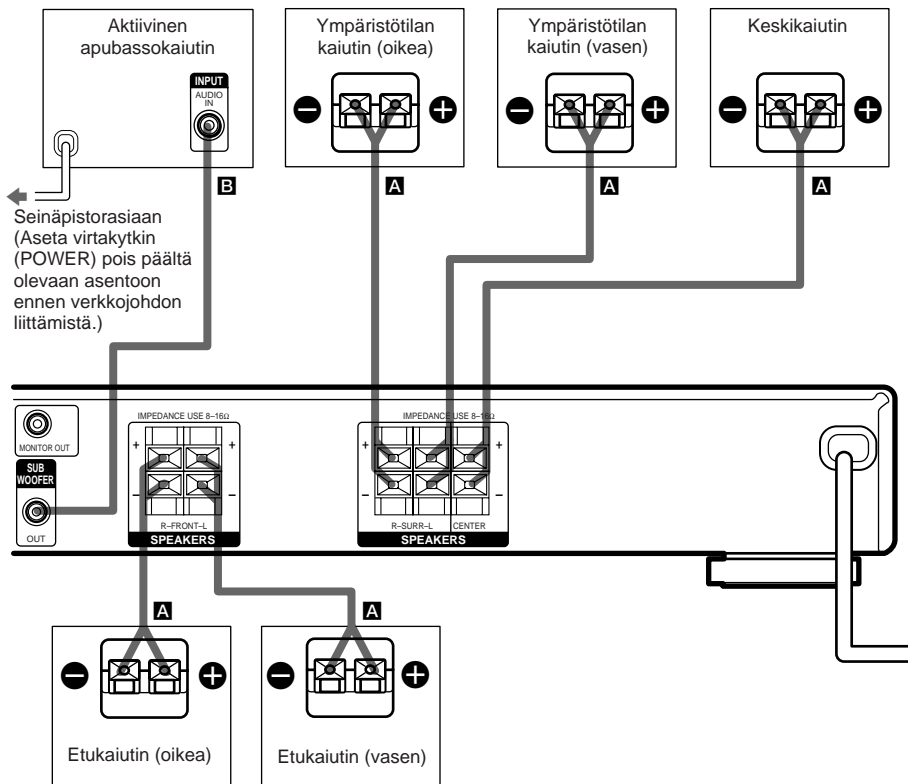 Aktiivinen
apubassokaiutin
INPUT
AUDIO
IN
Ympäristötilan
kaiutin (oikea)
Ympäristötilan
kaiutin (vasen)
Keskikaiutin
− +
− +
− +
B
A
A
A
Seinäpistorasiaan
(Aseta virtakytkin
(POWER) pois päältä
olevaan asentoon
ennen verkkojohdon
liittämistä.)
MONITOR OUT
SUB
WOOFER
OUT
IMPEDANCE USE 8–16Ω
+ +
− −
R–FRONT–L
SPEAKERS
IMPEDANCE USE 8–16Ω
+ +
− −
R–SURR–L CENTER
SPEAKERS
A
A
− +
− +
Etukaiutin (oikea)
Etukaiutin (vasen)